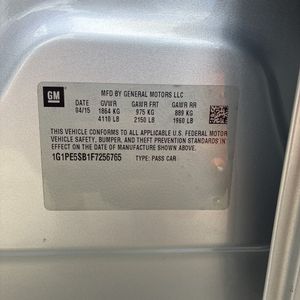 GM
MFD BY GENERAL MOTORS LLC
DATE GVWR GAWR FRT GAWR RR
04/15 1864 KG 975 KG 889 KG
4110 LB 2150 LB 1960 LB
THIS VEHICLE CONFORMS TO ALL APPLICABLE U.S. FEDERAL MOTOR
VEHICLE SAFETY, BUMPER, AND THEFT PREVENTION STANDARDS IN
EFFECT ON THE DATE OF MANUFACTURE SHOWN ABOVE.
1G1PE5SB1F7256765 TYPE: PASS CAR